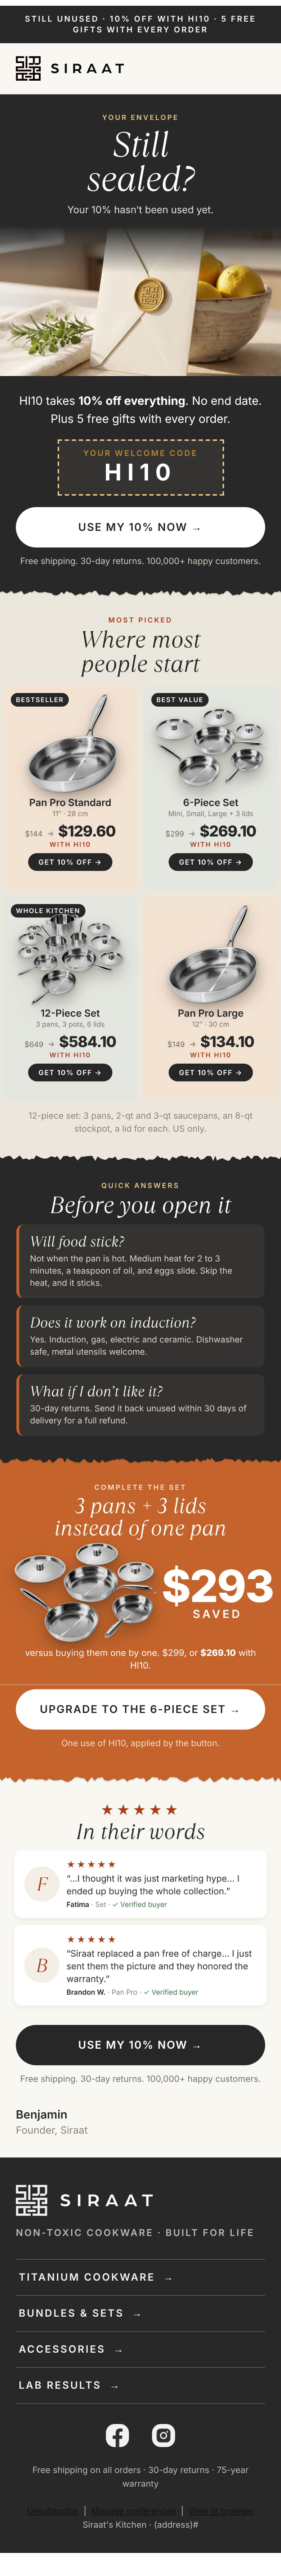 STILL UNUSED · 10% OFF WITH HI10 · 5 FREE
GIFTS WITH EVERY ORDER
SIRAAT
YOUR ENVELOPE
Still
sealed?
Your 10% hasn’t been used yet.
HI10 takes 10% off everything. No end date.
Plus 5 free gifts with every order.
YOUR WELCOME CODE
HI10
USE MY 10% NOW →
Free shipping. 30-day returns. 100,000+ happy customers.
MOST PICKED
Where most
people start
BESTSELLER
Pan Pro Standard
11" · 28 cm
$144 → $129.60
WITH HI10
GET 10% OFF →
BEST VALUE
6-Piece Set
Mini, Small, Large + 3 lids
$299 → $269.10
WITH HI10
GET 10% OFF →
WHOLE KITCHEN
12-Piece Set
3 pans, 3 pots, 6 lids
$649 → $584.10
WITH HI10
GET 10% OFF →
Pan Pro Large
12" · 30 cm
$149 → $134.10
WITH HI10
GET 10% OFF →
12-piece set: 3 pans, 2-qt and 3-qt saucepans, an 8-qt
stockpot, a lid for each. US only.
QUICK ANSWERS
Before you open it
Will food stick?
Not when the pan is hot. Medium heat for 2 to 3
minutes, a teaspoon of oil, and eggs slide. Skip the
heat, and it sticks.
Does it work on induction?
Yes. Induction, gas, electric and ceramic. Dishwasher
safe, metal utensils welcome.
What if I don’t like it?
30-day returns. Send it back unused within 30 days of
delivery for a full refund.
COMPLETE THE SET
3 pans + 3 lids
instead of one pan
$293
SAVED
versus buying them one by one. $299, or $269.10 with
HI10.
UPGRADE TO THE 6-PIECE SET →
One use of HI10, applied by the button.
★★★★★
In their words
F
★★★★★
“...I thought it was just marketing hype... I
ended up buying the whole collection.”
Fatima · Set · ✓ Verified buyer
B
★★★★★
“Siraat replaced a pan free of charge... I just
sent them the picture and they honored the
warranty.”
Brandon W. · Pan Pro · ✓ Verified buyer
USE MY 10% NOW →
Free shipping. 30-day returns. 100,000+ happy customers.
Benjamin
Founder, Siraat
SIRAAT
NON-TOXIC COOKWARE · BUILT FOR LIFE
TITANIUM COOKWARE →
BUNDLES & SETS →
ACCESSORIES →
LAB RESULTS →
Free shipping on all orders · 30-day returns · 75-year
warranty
Unsubscribe | Manage preferences | View in browser
Siraat's Kitchen · (address)#